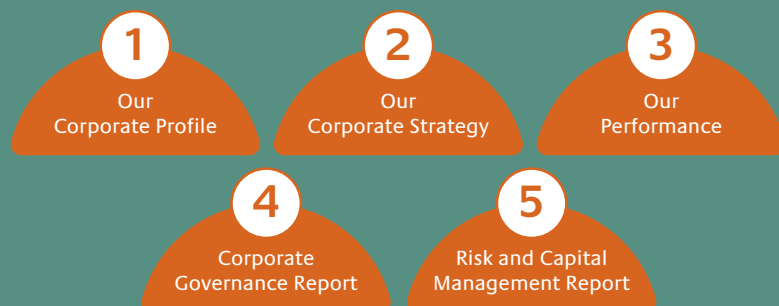 1
Our
Corporate Profile
2
Our
Corporate Strategy
3
Our
Performance
4
Corporate
Governance Report
5
Risk and Capital
Management Report